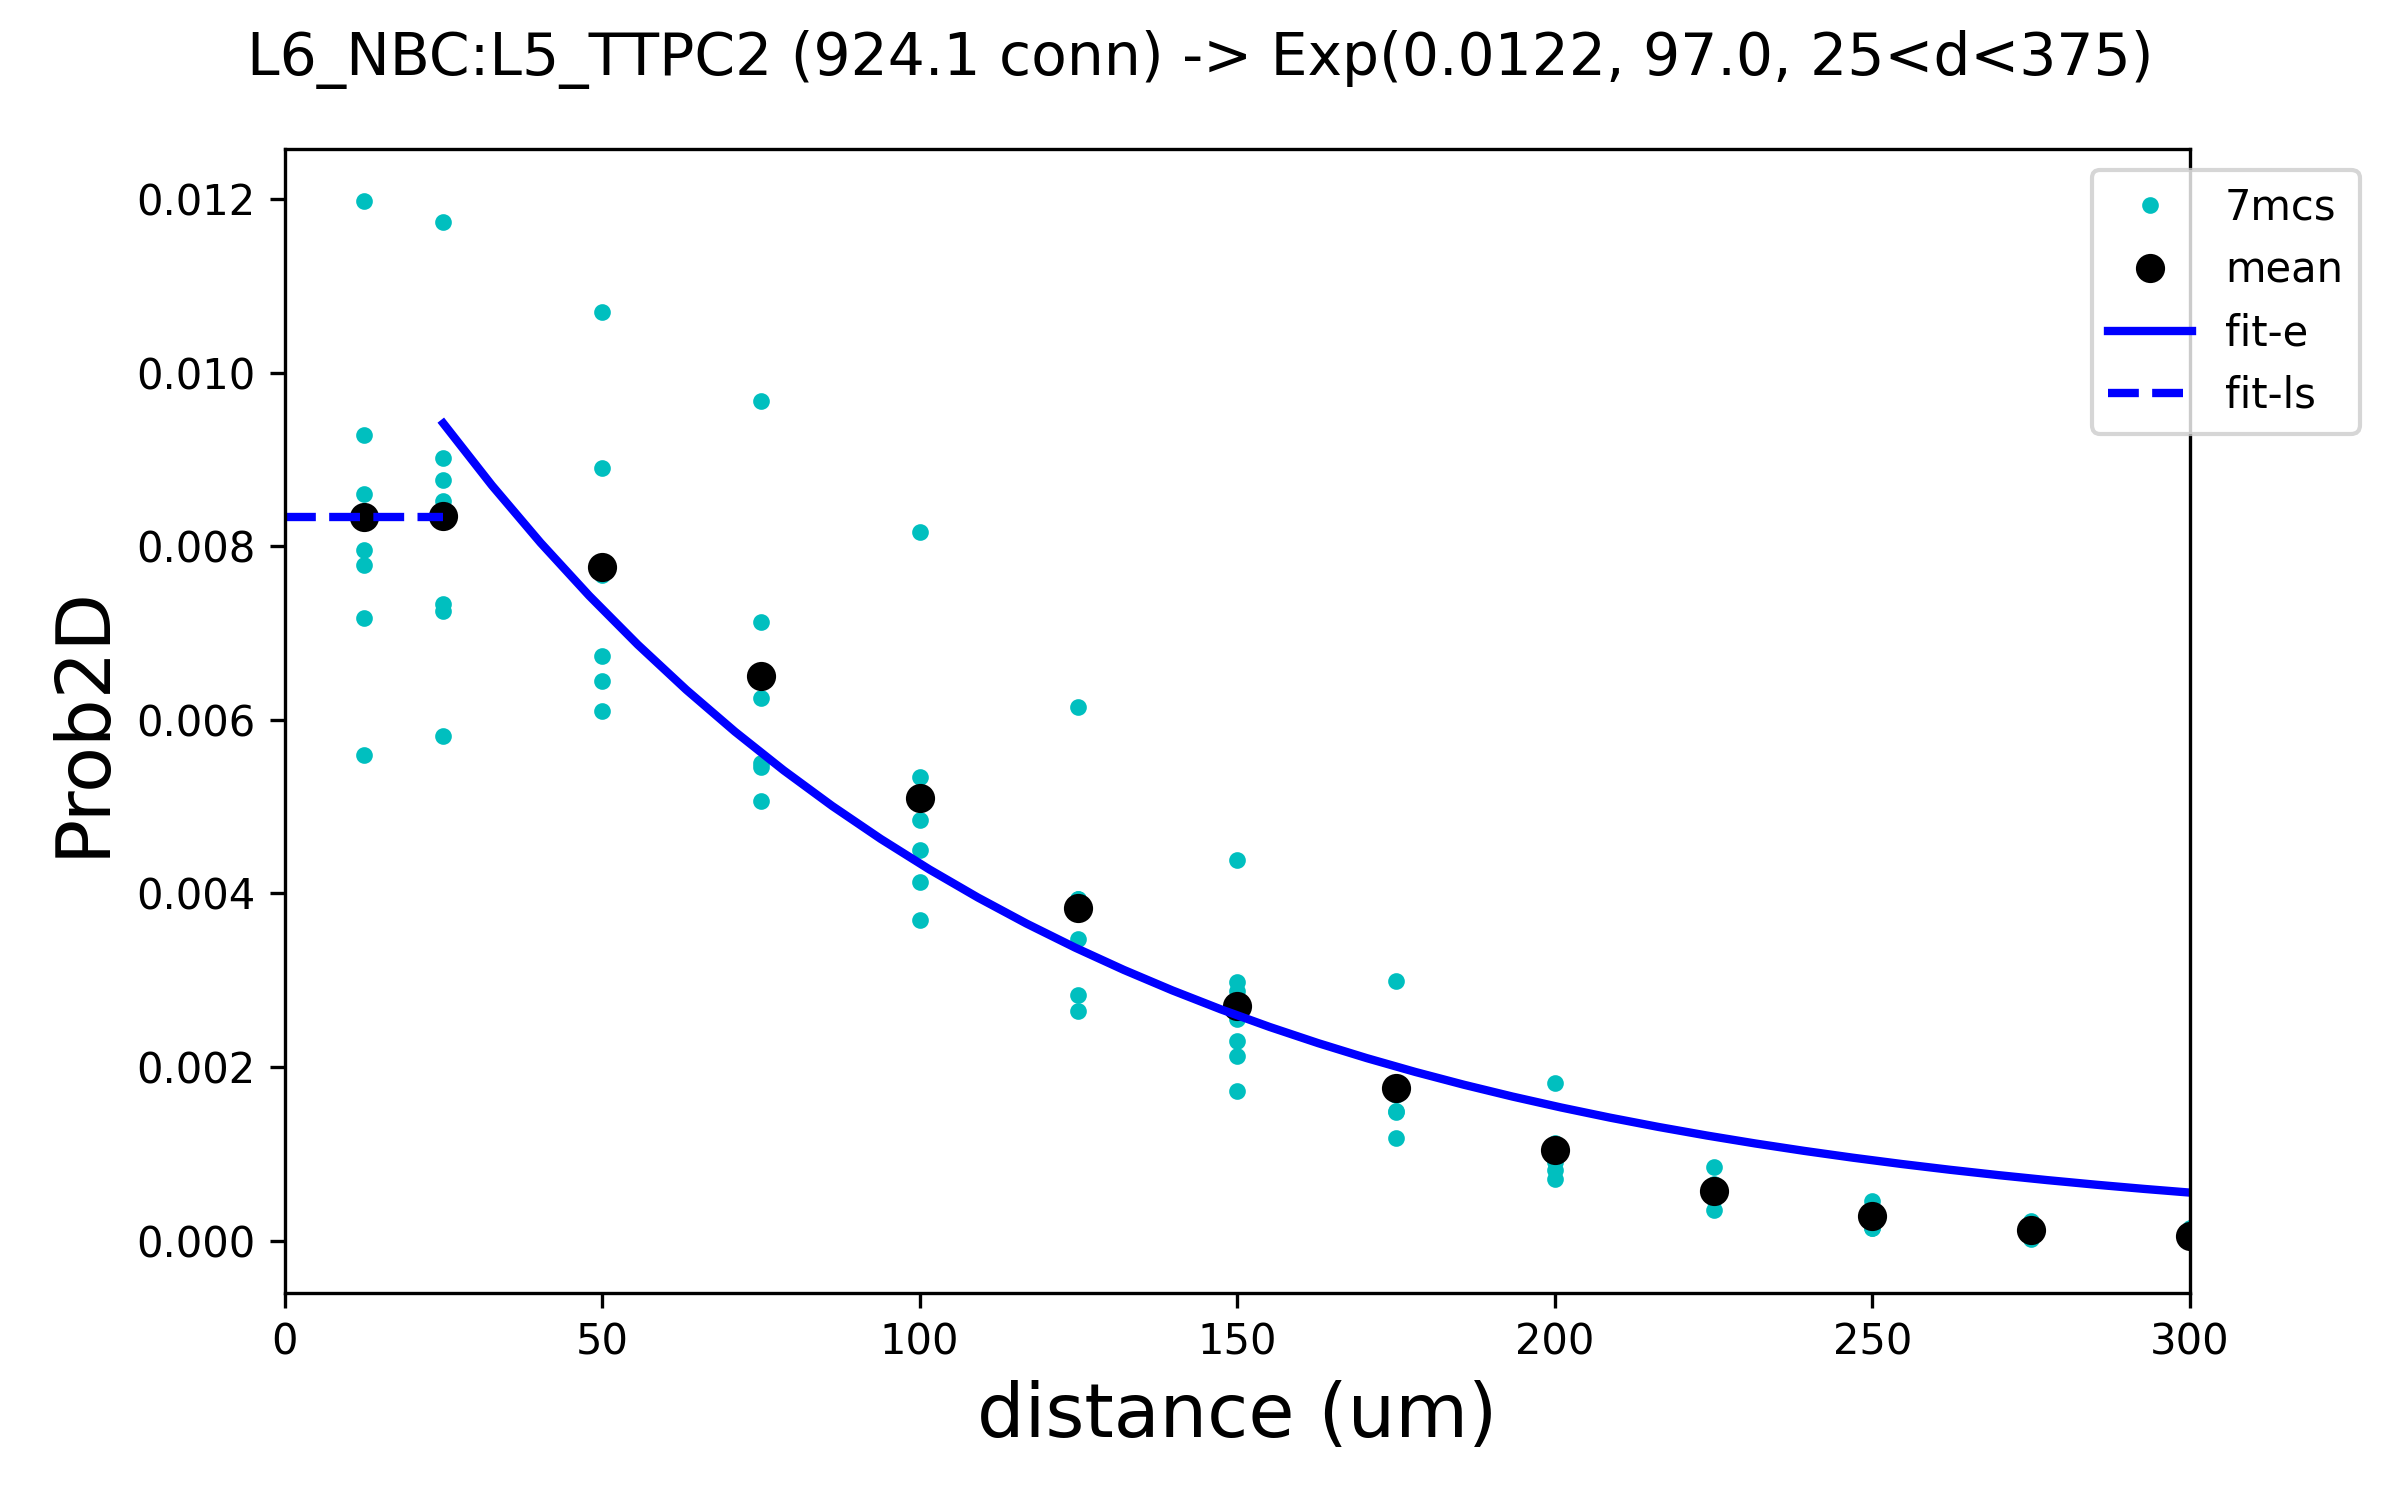 L6_NBC:L5_TTPC2 (924.1 conn) -> Exp(0.0122, 97.0, 25<d<375)
0.012
0.010
0.008
0.006
0.004
0.002
0.000
Prob2D
7mcs
mean
fit-e
fit-ls
0 50 100 150 200 250 300
distance (um)